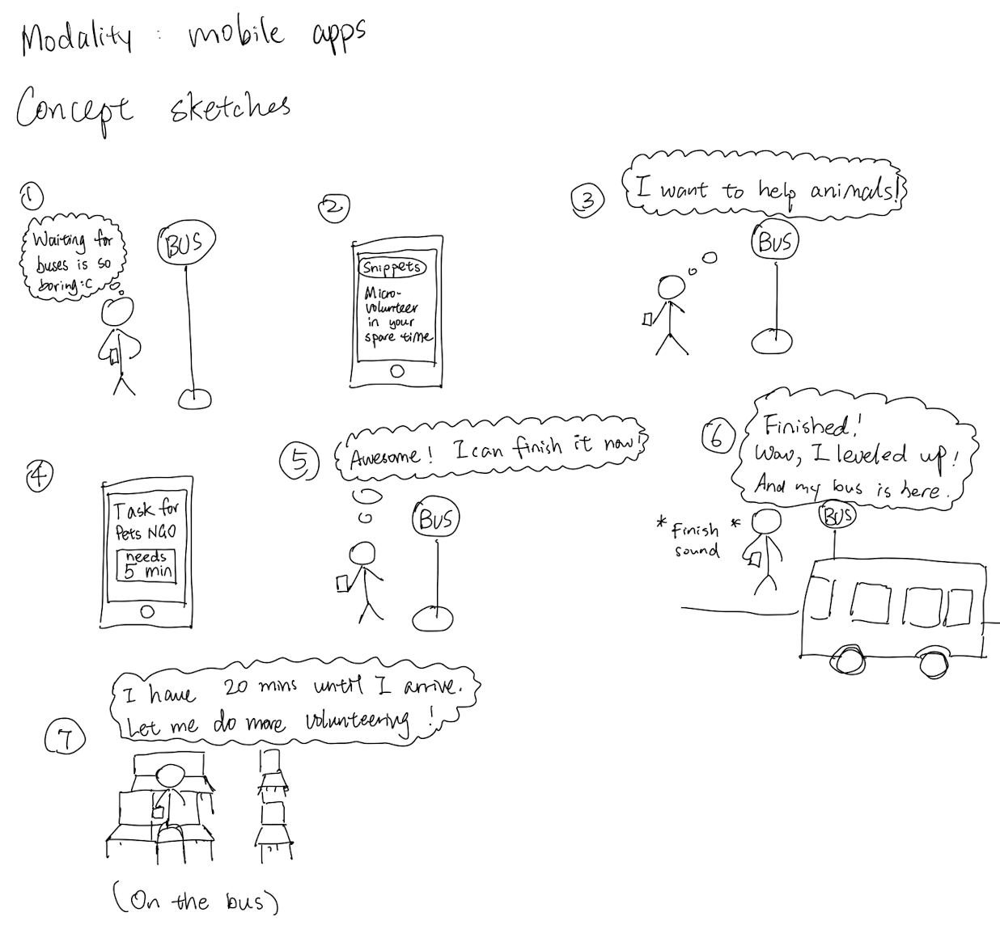 Modality : mobile apps
Concept sketches
1
Waiting for
buses is so
boring :C
BUS
2
Snippets
Micro-
volunteer
in your
spare time
3
I want to help animals!
BUS
4
Task for
Pets NGO
needs
5 min
5
Awesome! I can finish it now!
BUS
6
Finished!
Wow, I leveled up!
And my bus is here.
BUS
* Finish *
sound
7
I have 20 mins until I arrive.
Let me do more volunteering!
(On the bus)